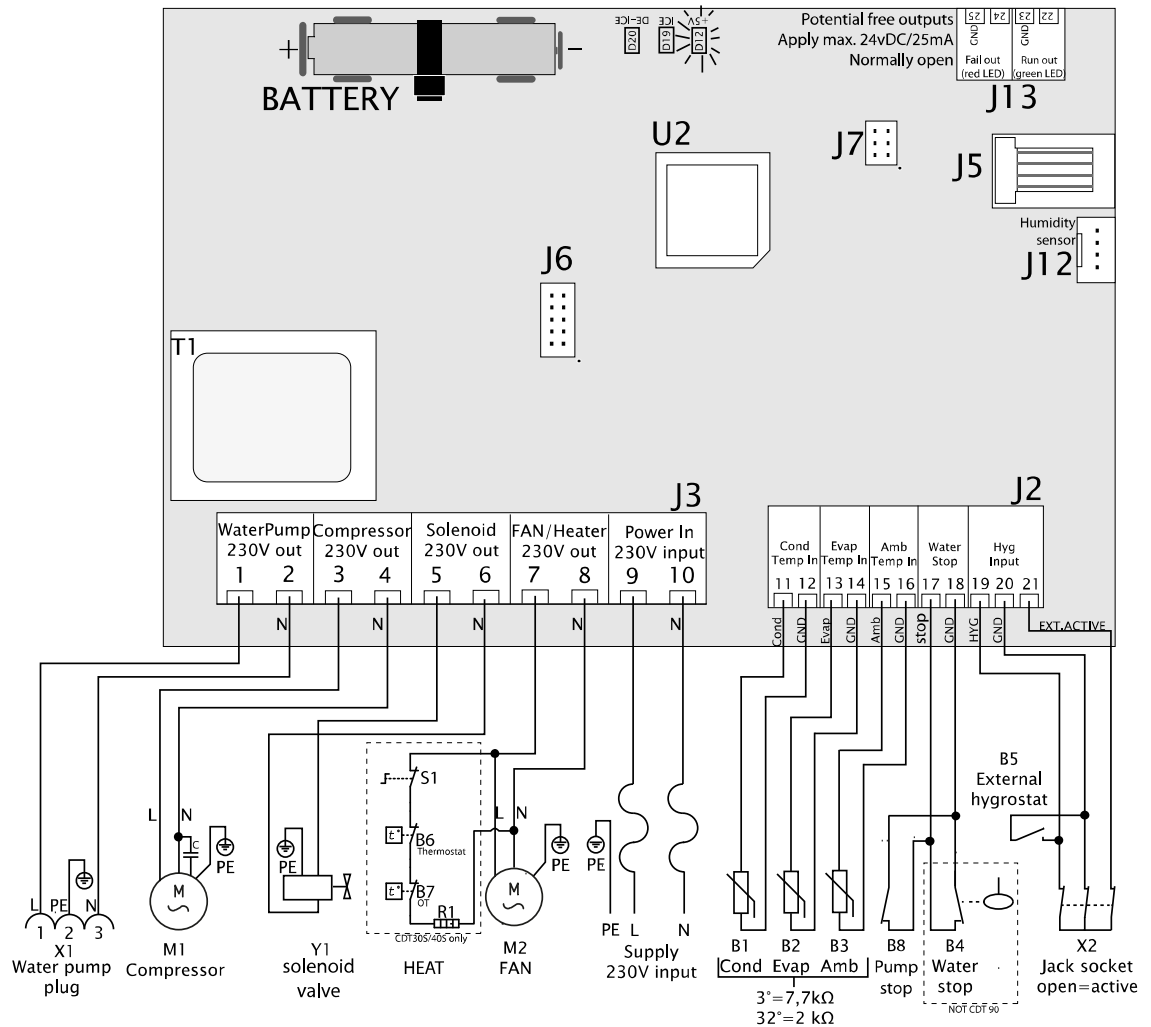 +
−
BATTERY
DE-ICE
ICE
+5V
D20
D19
D12
Potential free outputs
Apply max. 24vDC/25mA
Normally open
25
24
23
22
GND
GND
Fail out
(red LED)
Run out
(green LED)
J13
U2
J7
J5
Humidity
sensor
J12
J6
T1
J3
WaterPump
230V out
Compressor
230V out
Solenoid
230V out
FAN/Heater
230V out
Power In
230V input
1 2 3 4 5 6 7 8 9 10
N N N N N
J2
Cond
Temp In
Evap
Temp In
Amb
Temp In
Water
Stop
Hyg
Input
11 12 13 14 15 16 17 18 19 20 21
Cond
GND
Evap
GND
Amb
GND
stop
GND
HYG
GND
EXT.ACTIVE
L PE N
1 2 3
X1
Water pump
plug
L N
C
PE
M
M1
Compressor
PE
Y1
solenoid
valve
S1
t°
B6
Thermostat
t°
B7
OT
R1
CDT30S/40S only
HEAT
L N
PE
M
M2
FAN
PE
PE L N
Supply
230V input
B1
Cond
B2
Evap
B3
Amb
3°=7,7kΩ
32°=2 kΩ
B8
Pump
stop
B4
Water
stop
NOT CDT 90
B5
External
hygrostat
X2
Jack socket
open=active